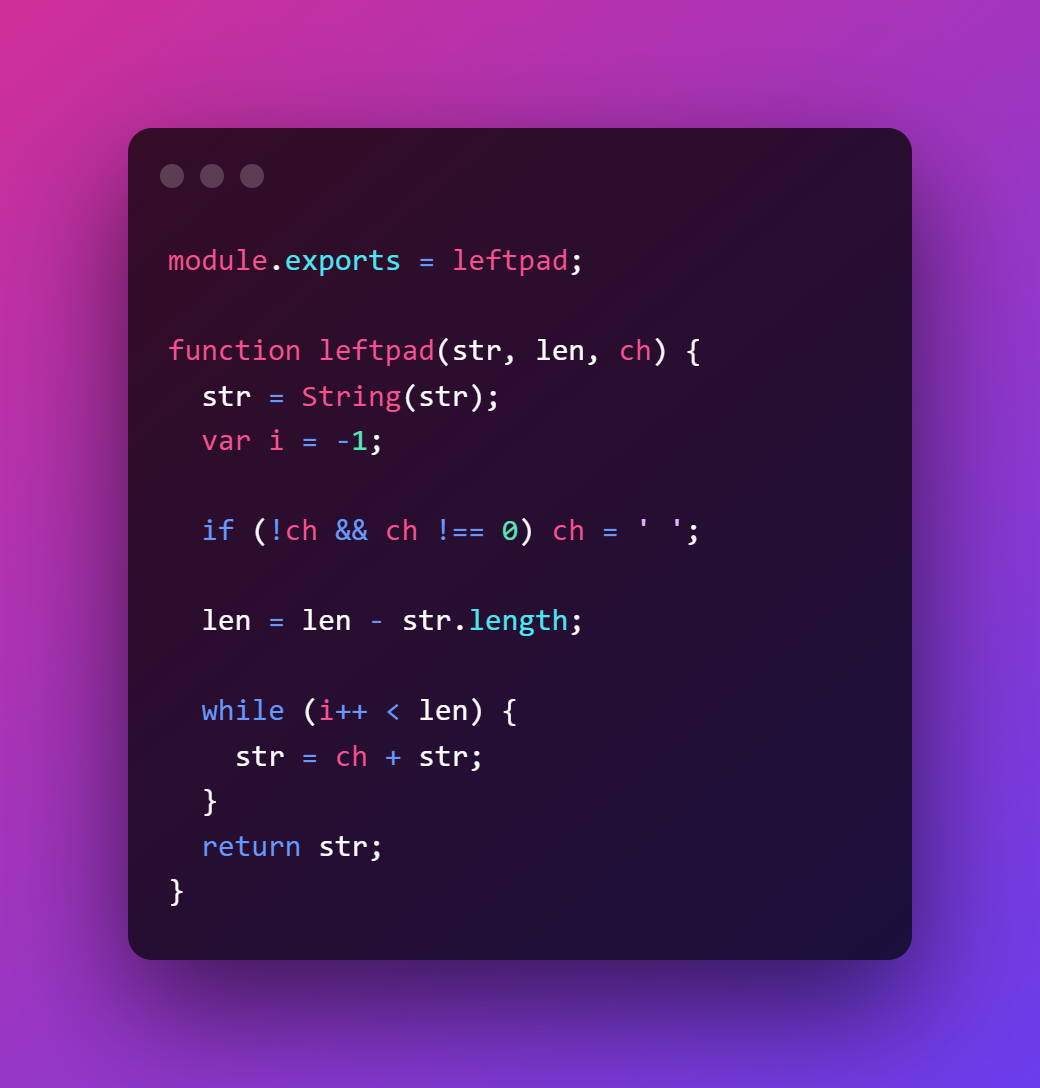 module.exports = leftpad;

function leftpad(str, len, ch) {
  str = String(str);
  var i = -1;

  if (!ch && ch !== 0) ch = ' ';

  len = len - str.length;

  while (i++ < len) {
    str = ch + str;
  }
  return str;
}